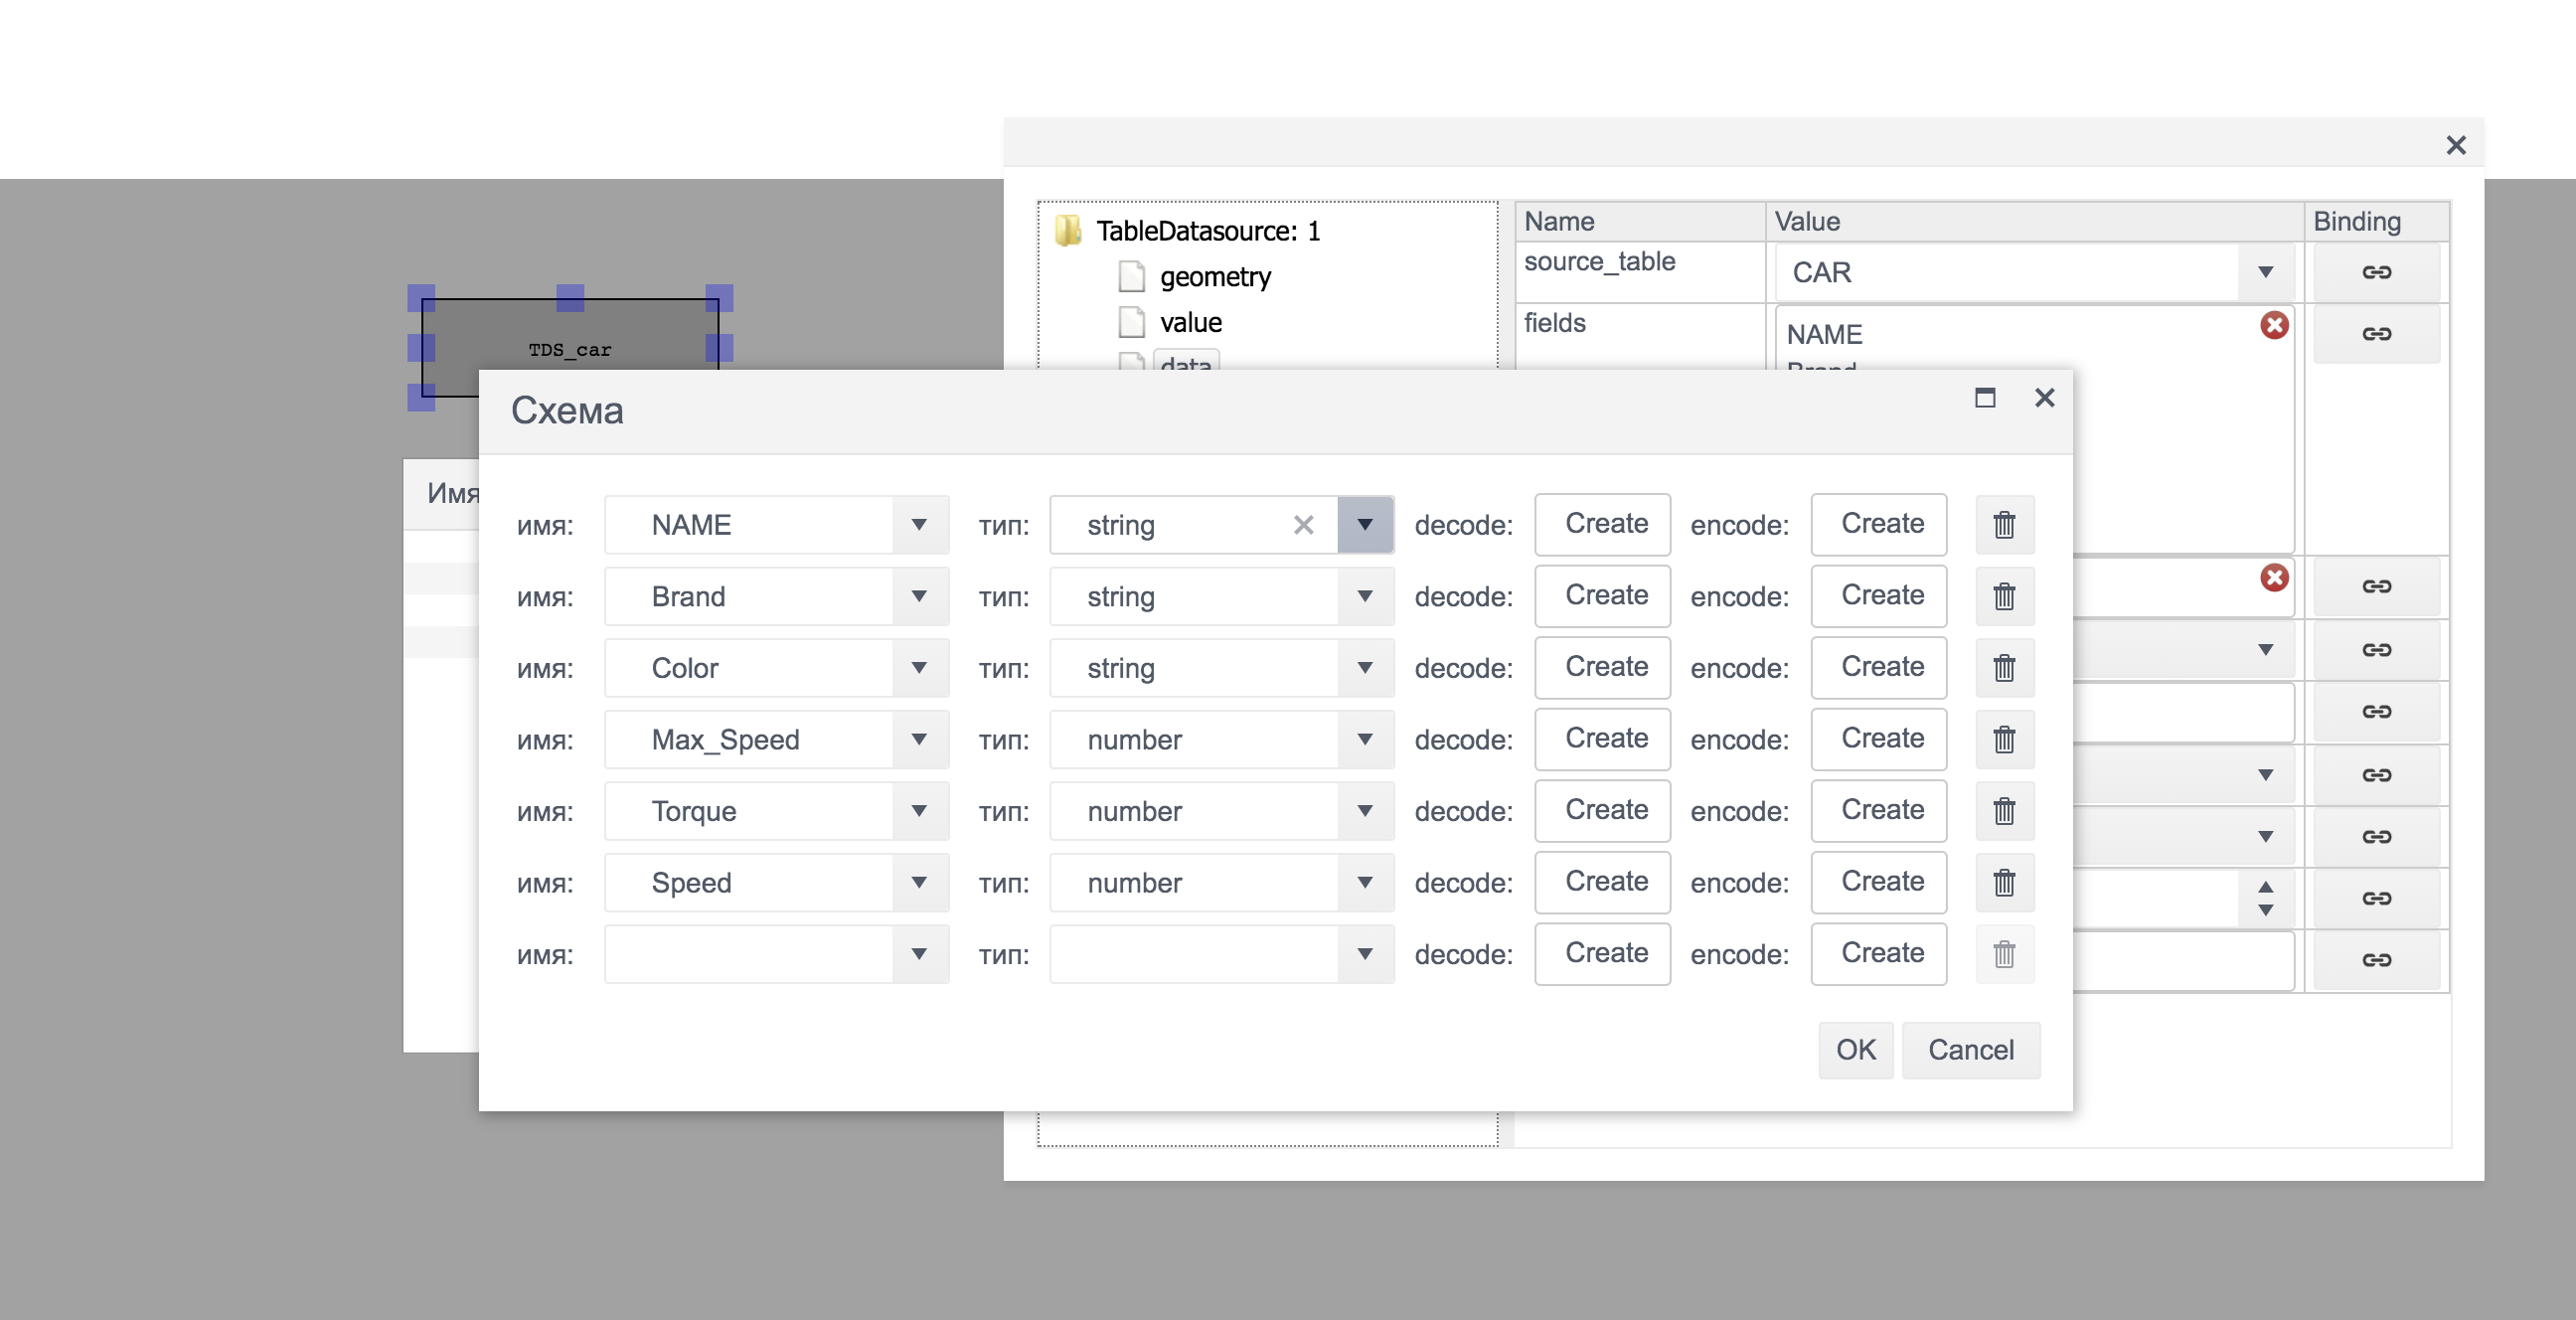 TableDatasource: 1
geometry
value
data
Name Value Binding
source_table CAR
fields NAME
Brand
TDS_car
Имя
Схема
имя: NAME тип: string decode: Create encode: Create
имя: Brand тип: string decode: Create encode: Create
имя: Color тип: string decode: Create encode: Create
имя: Max_Speed тип: number decode: Create encode: Create
имя: Torque тип: number decode: Create encode: Create
имя: Speed тип: number decode: Create encode: Create
имя: тип: decode: Create encode: Create
OK Cancel